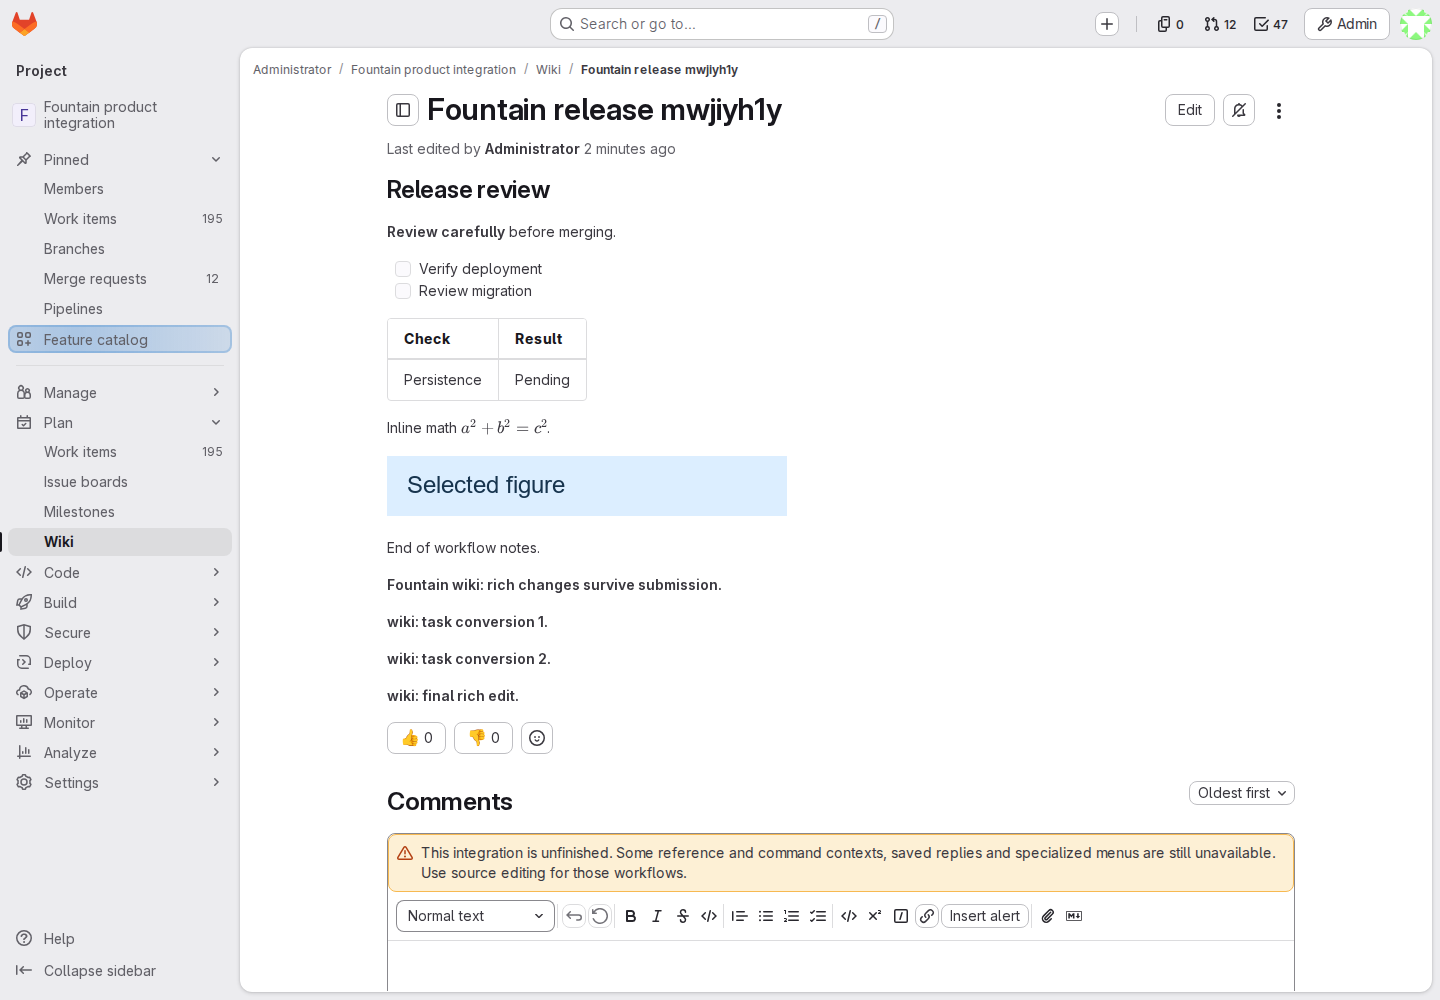 Search or go to...
/
0
12
47
Admin
Project
F
Fountain product
integration
Pinned
Members
Work items
195
Branches
Merge requests
12
Pipelines
Feature catalog
Manage
Plan
Work items
195
Issue boards
Milestones
Wiki
Code
Build
Secure
Deploy
Operate
Monitor
Analyze
Settings
Help
Collapse sidebar
Administrator / Fountain product integration / Wiki / Fountain release mwjiyh1y
Fountain release mwjiyh1y
Edit
Last edited by Administrator 2 minutes ago
Release review
Review carefully before merging.
Verify deployment
Review migration
Check Result
Persistence Pending
Inline math a² + b² = c².
Selected figure
End of workflow notes.
Fountain wiki: rich changes survive submission.
wiki: task conversion 1.
wiki: task conversion 2.
wiki: final rich edit.
👍 0
👎 0
Comments
Oldest first
This integration is unfinished. Some reference and command contexts, saved replies and specialized menus are still unavailable.
Use source editing for those workflows.
Normal text
Insert alert